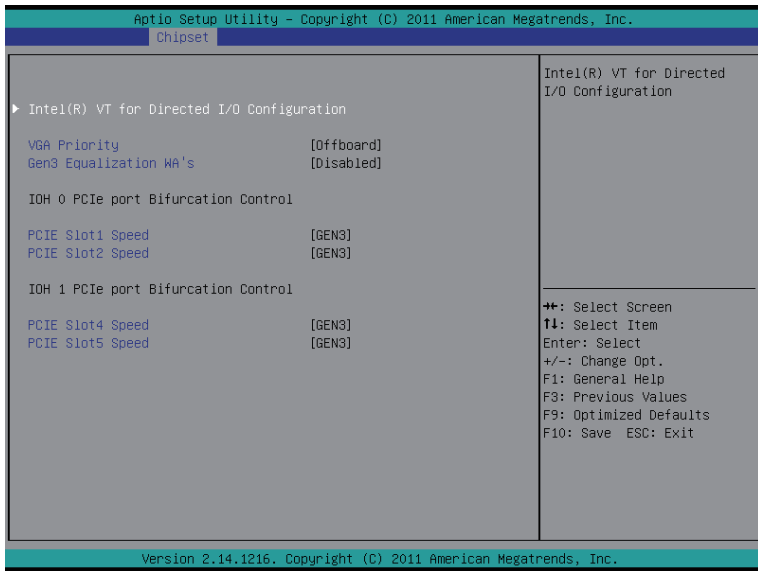 Aptio Setup Utility – Copyright (C) 2011 American Megatrends, Inc.
Chipset
Intel(R) VT for Directed I/O Configuration
VGA Priority [Offboard]
Gen3 Equalization WA's [Disabled]
IOH 0 PCIe port Bifurcation Control
PCIE Slot1 Speed [GEN3]
PCIE Slot2 Speed [GEN3]
IOH 1 PCIe port Bifurcation Control
PCIE Slot4 Speed [GEN3]
PCIE Slot5 Speed [GEN3]
Intel(R) VT for Directed
I/O Configuration
→←: Select Screen
↑↓: Select Item
Enter: Select
+/-: Change Opt.
F1: General Help
F3: Previous Values
F9: Optimized Defaults
F10: Save ESC: Exit
Version 2.14.1216. Copyright (C) 2011 American Megatrends, Inc.